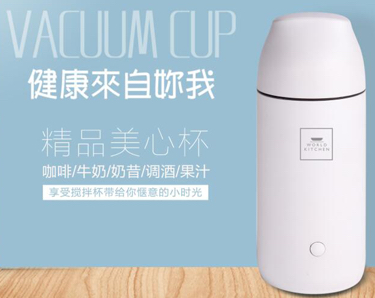 VACUUM CUP
健康來自妳我
精品美心杯
咖啡/牛奶/奶昔/调酒/果汁
享受搅拌杯带给你惬意的小时光
WORLD
KITCHEN